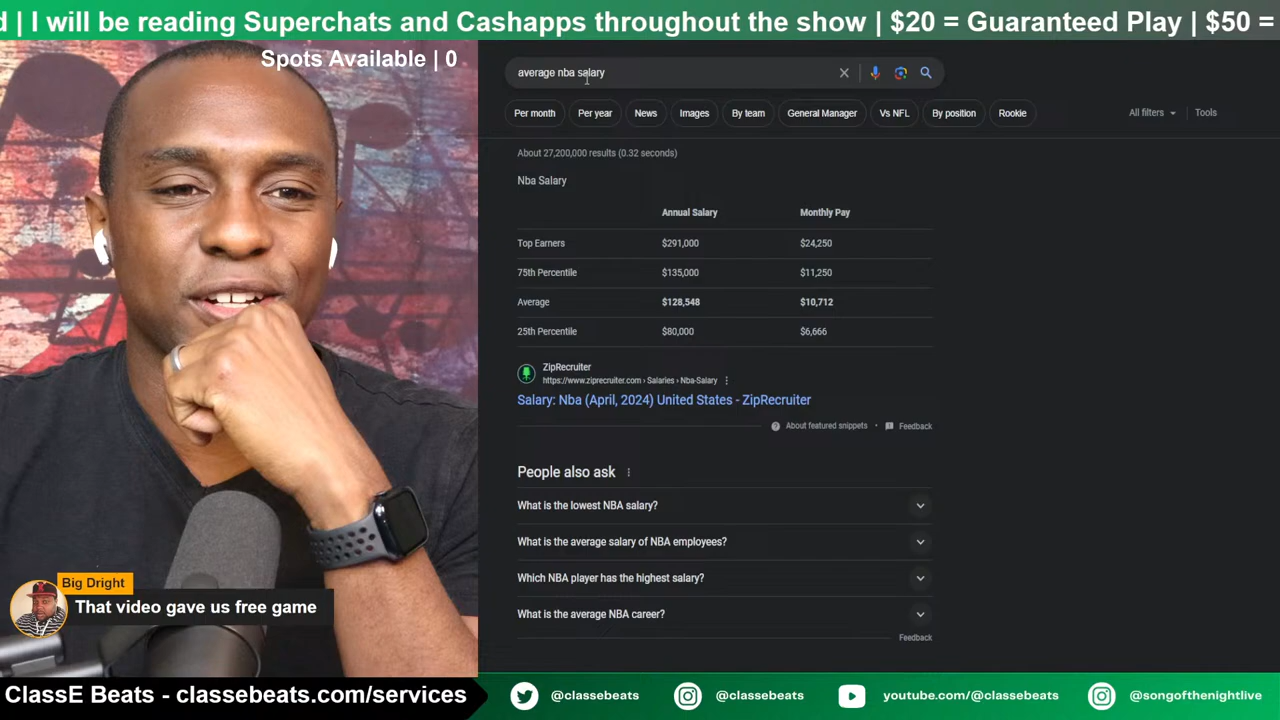 d | I will be reading Superchats and Cashapps throughout the show | $20 = Guaranteed Play | $50 =
Spots Available | 0
average nba salary
Per month
Per year
News
Images
By team
General Manager
Vs NFL
By position
Rookie
All filters
Tools
About 27,200,000 results (0.32 seconds)
Nba Salary
Annual Salary Monthly Pay
Top Earners $291,000 $24,250
75th Percentile $135,000 $11,250
Average $128,548 $10,712
25th Percentile $80,000 $6,666
ZipRecruiter
https://www.ziprecruiter.com › Salaries › Nba-Salary
Salary: Nba (April, 2024) United States - ZipRecruiter
About featured snippets • Feedback
People also ask
What is the lowest NBA salary?
What is the average salary of NBA employees?
Which NBA player has the highest salary?
What is the average NBA career?
Feedback
Big Dright
That video gave us free game
ClassE Beats - classebeats.com/services
@classebeats
@classebeats
youtube.com/@classebeats
@songofthenightlive